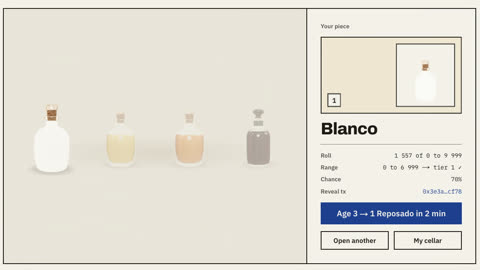 Your piece
1
Blanco
Roll 1 557 of 0 to 9 999
Range 0 to 6 999 → tier 1 ✓
Chance 70%
Reveal tx 0x3e3a…cf78
Age 3 → 1 Reposado in 2 min
Open another My cellar